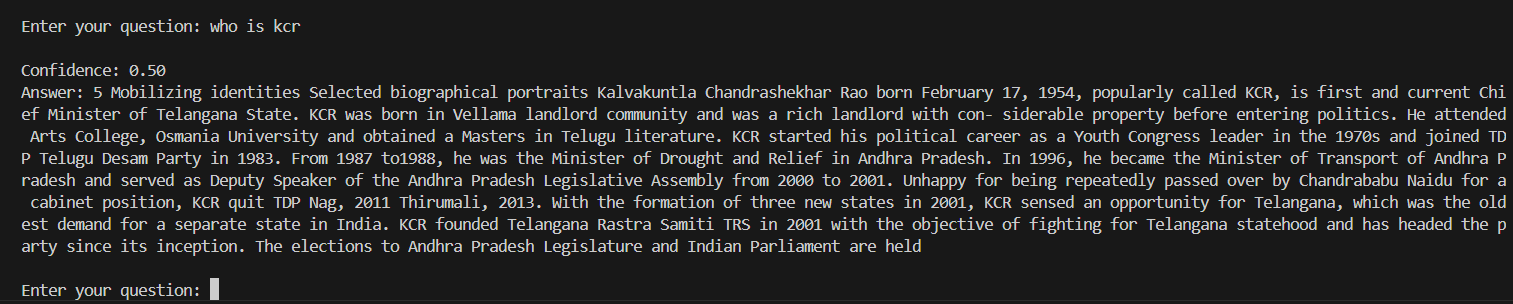 Enter your question: who is kcr
Confidence: 0.50
Answer: 5 Mobilizing identities Selected biographical portraits Kalvakuntla Chandrashekhar Rao born February 17, 1954, popularly called KCR, is first and current Chi
ef Minister of Telangana State. KCR was born in Vellama landlord community and was a rich landlord with con- siderable property before entering politics. He attended
 Arts College, Osmania University and obtained a Masters in Telugu literature. KCR started his political career as a Youth Congress leader in the 1970s and joined TD
P Telugu Desam Party in 1983. From 1987 to1988, he was the Minister of Drought and Relief in Andhra Pradesh. In 1996, he became the Minister of Transport of Andhra P
radesh and served as Deputy Speaker of the Andhra Pradesh Legislative Assembly from 2000 to 2001. Unhappy for being repeatedly passed over by Chandrababu Naidu for a
 cabinet position, KCR quit TDP Nag, 2011 Thirumali, 2013. With the formation of three new states in 2001, KCR sensed an opportunity for Telangana, which was the old
est demand for a separate state in India. KCR founded Telangana Rastra Samiti TRS in 2001 with the objective of fighting for Telangana statehood and has headed the p
arty since its inception. The elections to Andhra Pradesh Legislature and Indian Parliament are held
Enter your question: